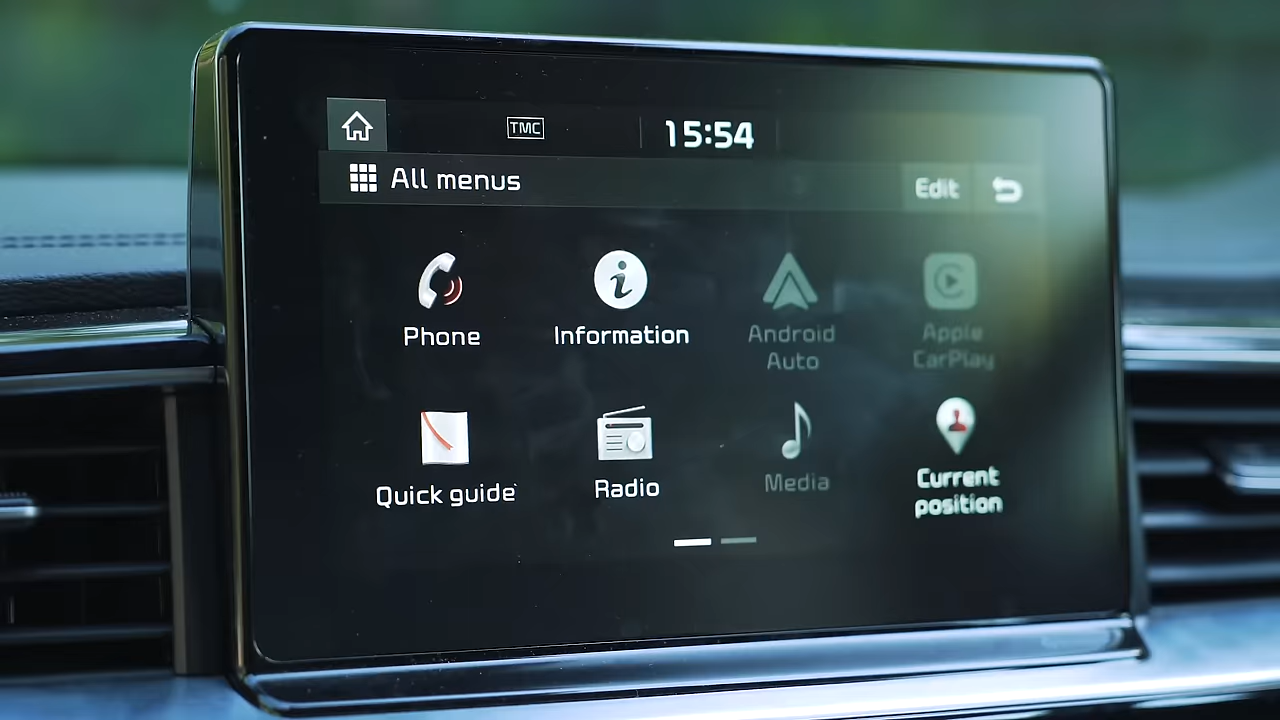 TMC
15:54
All menus
Edit
Phone
Information
Android
Auto
Apple
CarPlay
Quick guide
Radio
Media
Current
position